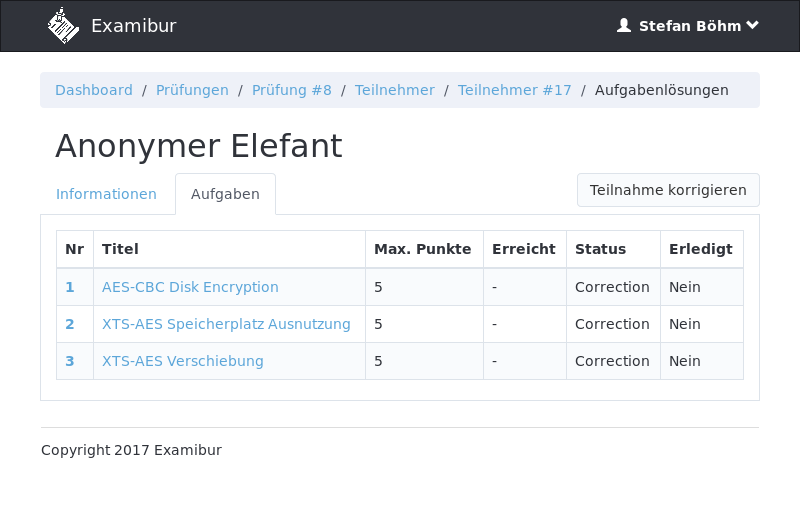 Examibur Stefan Böhm
Dashboard / Prüfungen / Prüfung #8 / Teilnehmer / Teilnehmer #17 / Aufgabenlösungen
Anonymer Elefant
Informationen Aufgaben Teilnahme korrigieren
Nr Titel Max. Punkte Erreicht Status Erledigt
1 AES-CBC Disk Encryption 5 - Correction Nein
2 XTS-AES Speicherplatz Ausnutzung 5 - Correction Nein
3 XTS-AES Verschiebung 5 - Correction Nein
Copyright 2017 Examibur